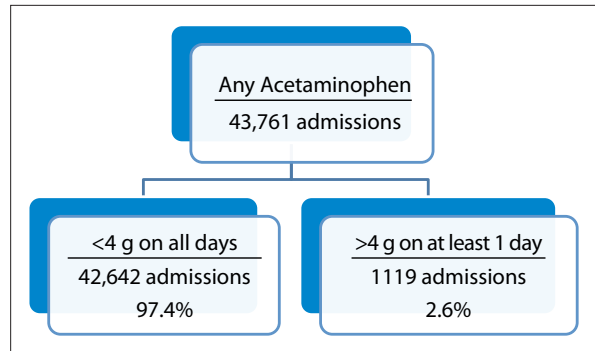 Any Acetaminophen
43,761 admissions
<4 g on all days
42,642 admissions
97.4%
>4 g on at least 1 day
1119 admissions
2.6%